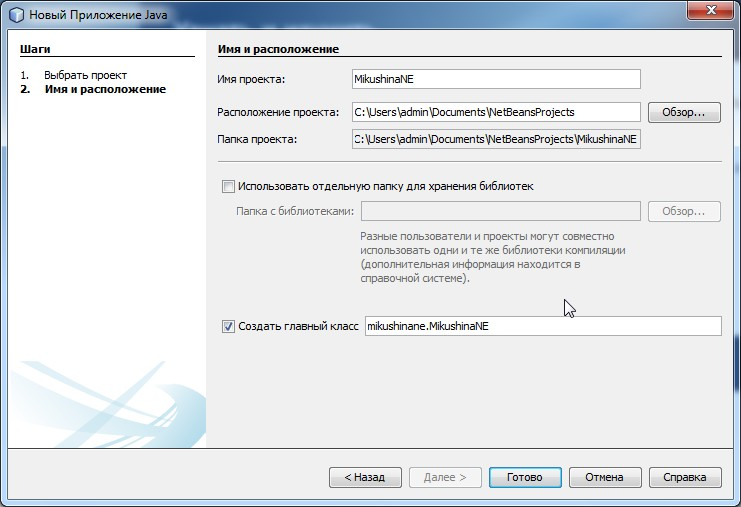 Новый Приложение Java
Шаги
1. Выбрать проект
2. Имя и расположение
Имя и расположение
Имя проекта: MikushinaNE
Расположение проекта: C:\Users\admin\Documents\NetBeansProjects Обзор...
Папка проекта: C:\Users\admin\Documents\NetBeansProjects\MikushinaNE
Использовать отдельную папку для хранения библиотек
Папка с библиотеками: Обзор...
Разные пользователи и проекты могут совместно
использовать одни и те же библиотеки компиляции
(дополнительная информация находится в
справочной системе).
Создать главный класс mikushinane.MikushinaNE
< Назад Далее > Готово Отмена Справка